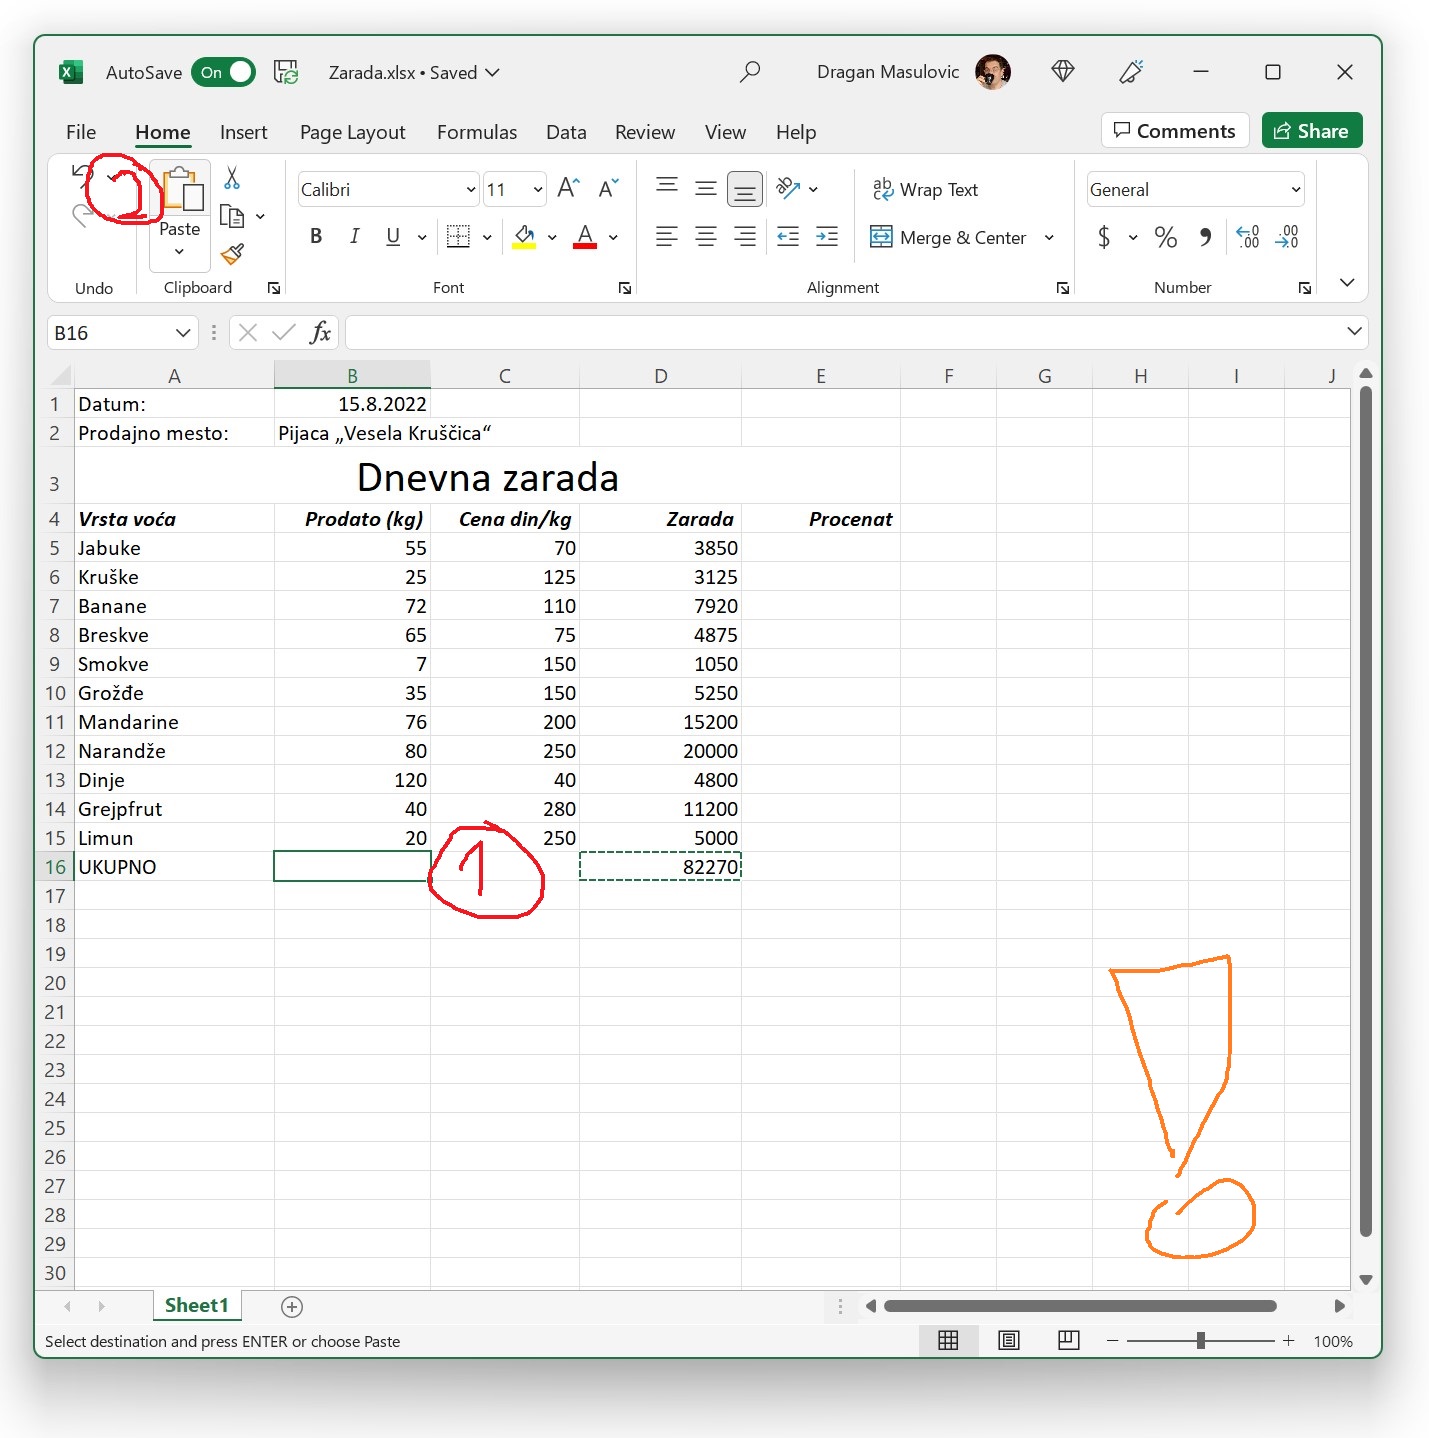 AutoSave On Zarada.xlsx • Saved Dragan Masulovic
File Home Insert Page Layout Formulas Data Review View Help Comments Share
2
Paste
Calibri 11 A A
ab c Wrap Text
General
B I U A
Merge & Center
$ % , .0 .00 .00 .0
Undo Clipboard Font Alignment Number
B16 fx
A B C D E F G H I J
1 Datum: 15.8.2022
2 Prodajno mesto: Pijaca „Vesela Kruščica“
3 Dnevna zarada
4 Vrsta voća Prodato (kg) Cena din/kg Zarada Procenat
5 Jabuke 55 70 3850
6 Kruške 25 125 3125
7 Banane 72 110 7920
8 Breskve 65 75 4875
9 Smokve 7 150 1050
10 Grožđe 35 150 5250
11 Mandarine 76 200 15200
12 Narandže 80 250 20000
13 Dinje 120 40 4800
14 Grejpfrut 40 280 11200
15 Limun 20 250 5000
16 UKUPNO 82270
1
17
18
19
20
21
22
23
24
25
26
27
28
29
30
!
Sheet1
Select destination and press ENTER or choose Paste 100%